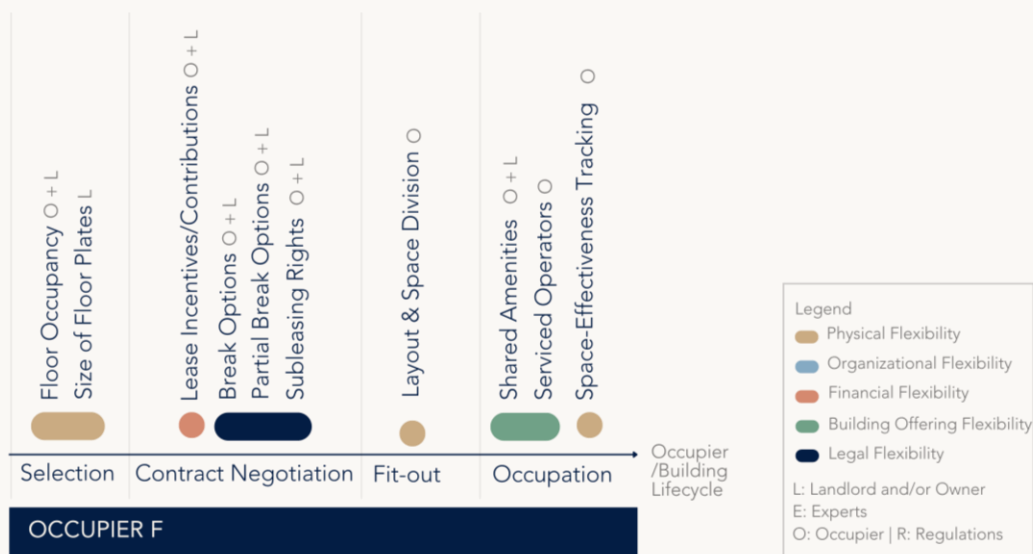 Floor Occupancy O + L
Size of Floor Plates L
Lease Incentives/Contributions O + L
Break Options O + L
Partial Break Options O + L
Subleasing Rights O + L
Layout & Space Division O
Shared Amenities O + L
Serviced Operators O
Space-Effectiveness Tracking O
Selection
Contract Negotiation
Fit-out
Occupation
Occupier
/Building
Lifecycle
OCCUPIER F
Legend
Physical Flexibility
Organizational Flexibility
Financial Flexibility
Building Offering Flexibility
Legal Flexibility
L: Landlord and/or Owner
E: Experts
O: Occupier | R: Regulations